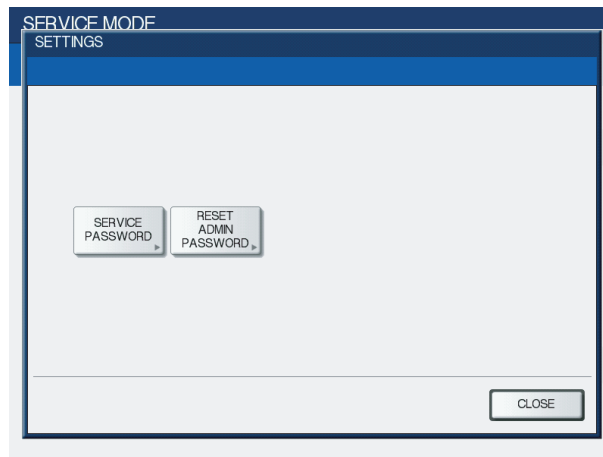 SERVICE MODE
SETTINGS
SERVICE
PASSWORD
RESET
ADMIN
PASSWORD
CLOSE